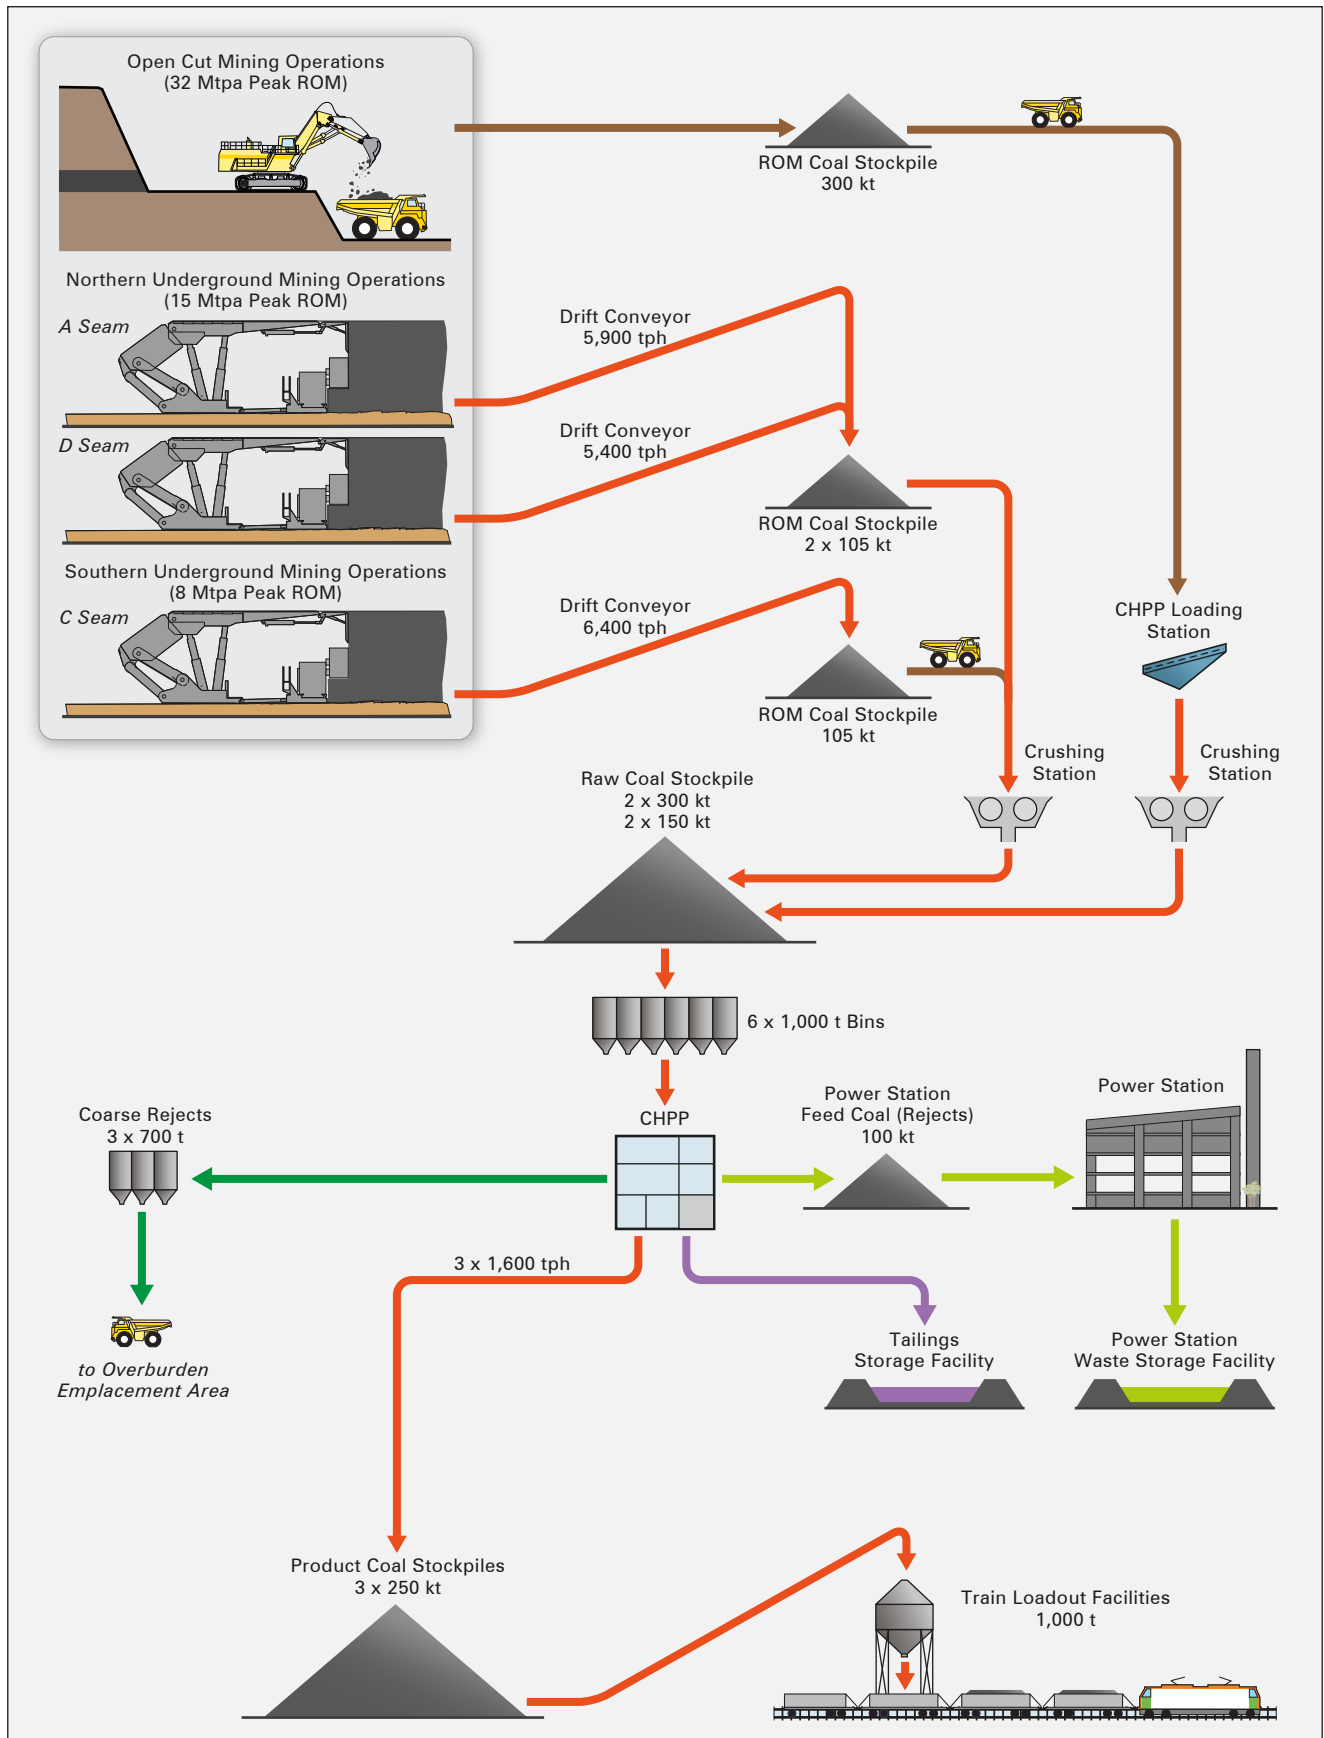 Open Cut Mining Operations
(32 Mtpa Peak ROM)
ROM Coal Stockpile
300 kt
Northern Underground Mining Operations
(15 Mtpa Peak ROM)
A Seam
Drift Conveyor
5,900 tph
D Seam
Drift Conveyor
5,400 tph
ROM Coal Stockpile
2 x 105 kt
Southern Underground Mining Operations
(8 Mtpa Peak ROM)
C Seam
Drift Conveyor
6,400 tph
CHPP Loading
Station
ROM Coal Stockpile
105 kt
Crushing
Station
Crushing
Station
Raw Coal Stockpile
2 x 300 kt
2 x 150 kt
6 x 1,000 t Bins
Coarse Rejects
3 x 700 t
CHPP
Power Station
Feed Coal (Rejects)
100 kt
Power Station
3 x 1,600 tph
to Overburden
Emplacement Area
Tailings
Storage Facility
Power Station
Waste Storage Facility
Product Coal Stockpiles
3 x 250 kt
Train Loadout Facilities
1,000 t